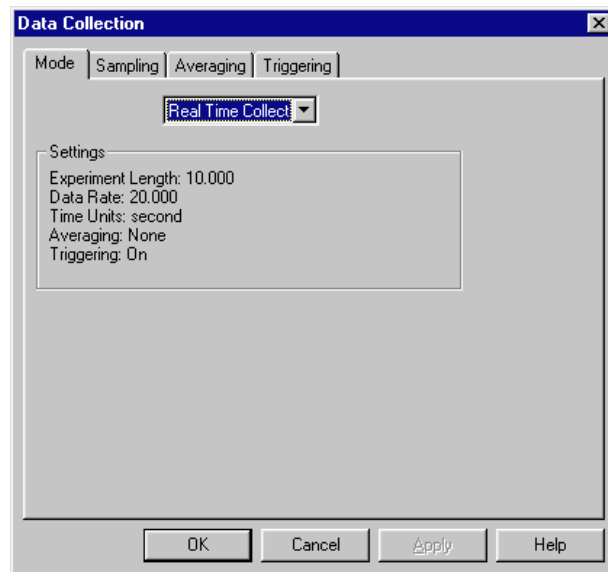 Data Collection
Mode Sampling Averaging Triggering
Real Time Collect
Settings
Experiment Length: 10.000
Data Rate: 20.000
Time Units: second
Averaging: None
Triggering: On
OK Cancel Apply Help